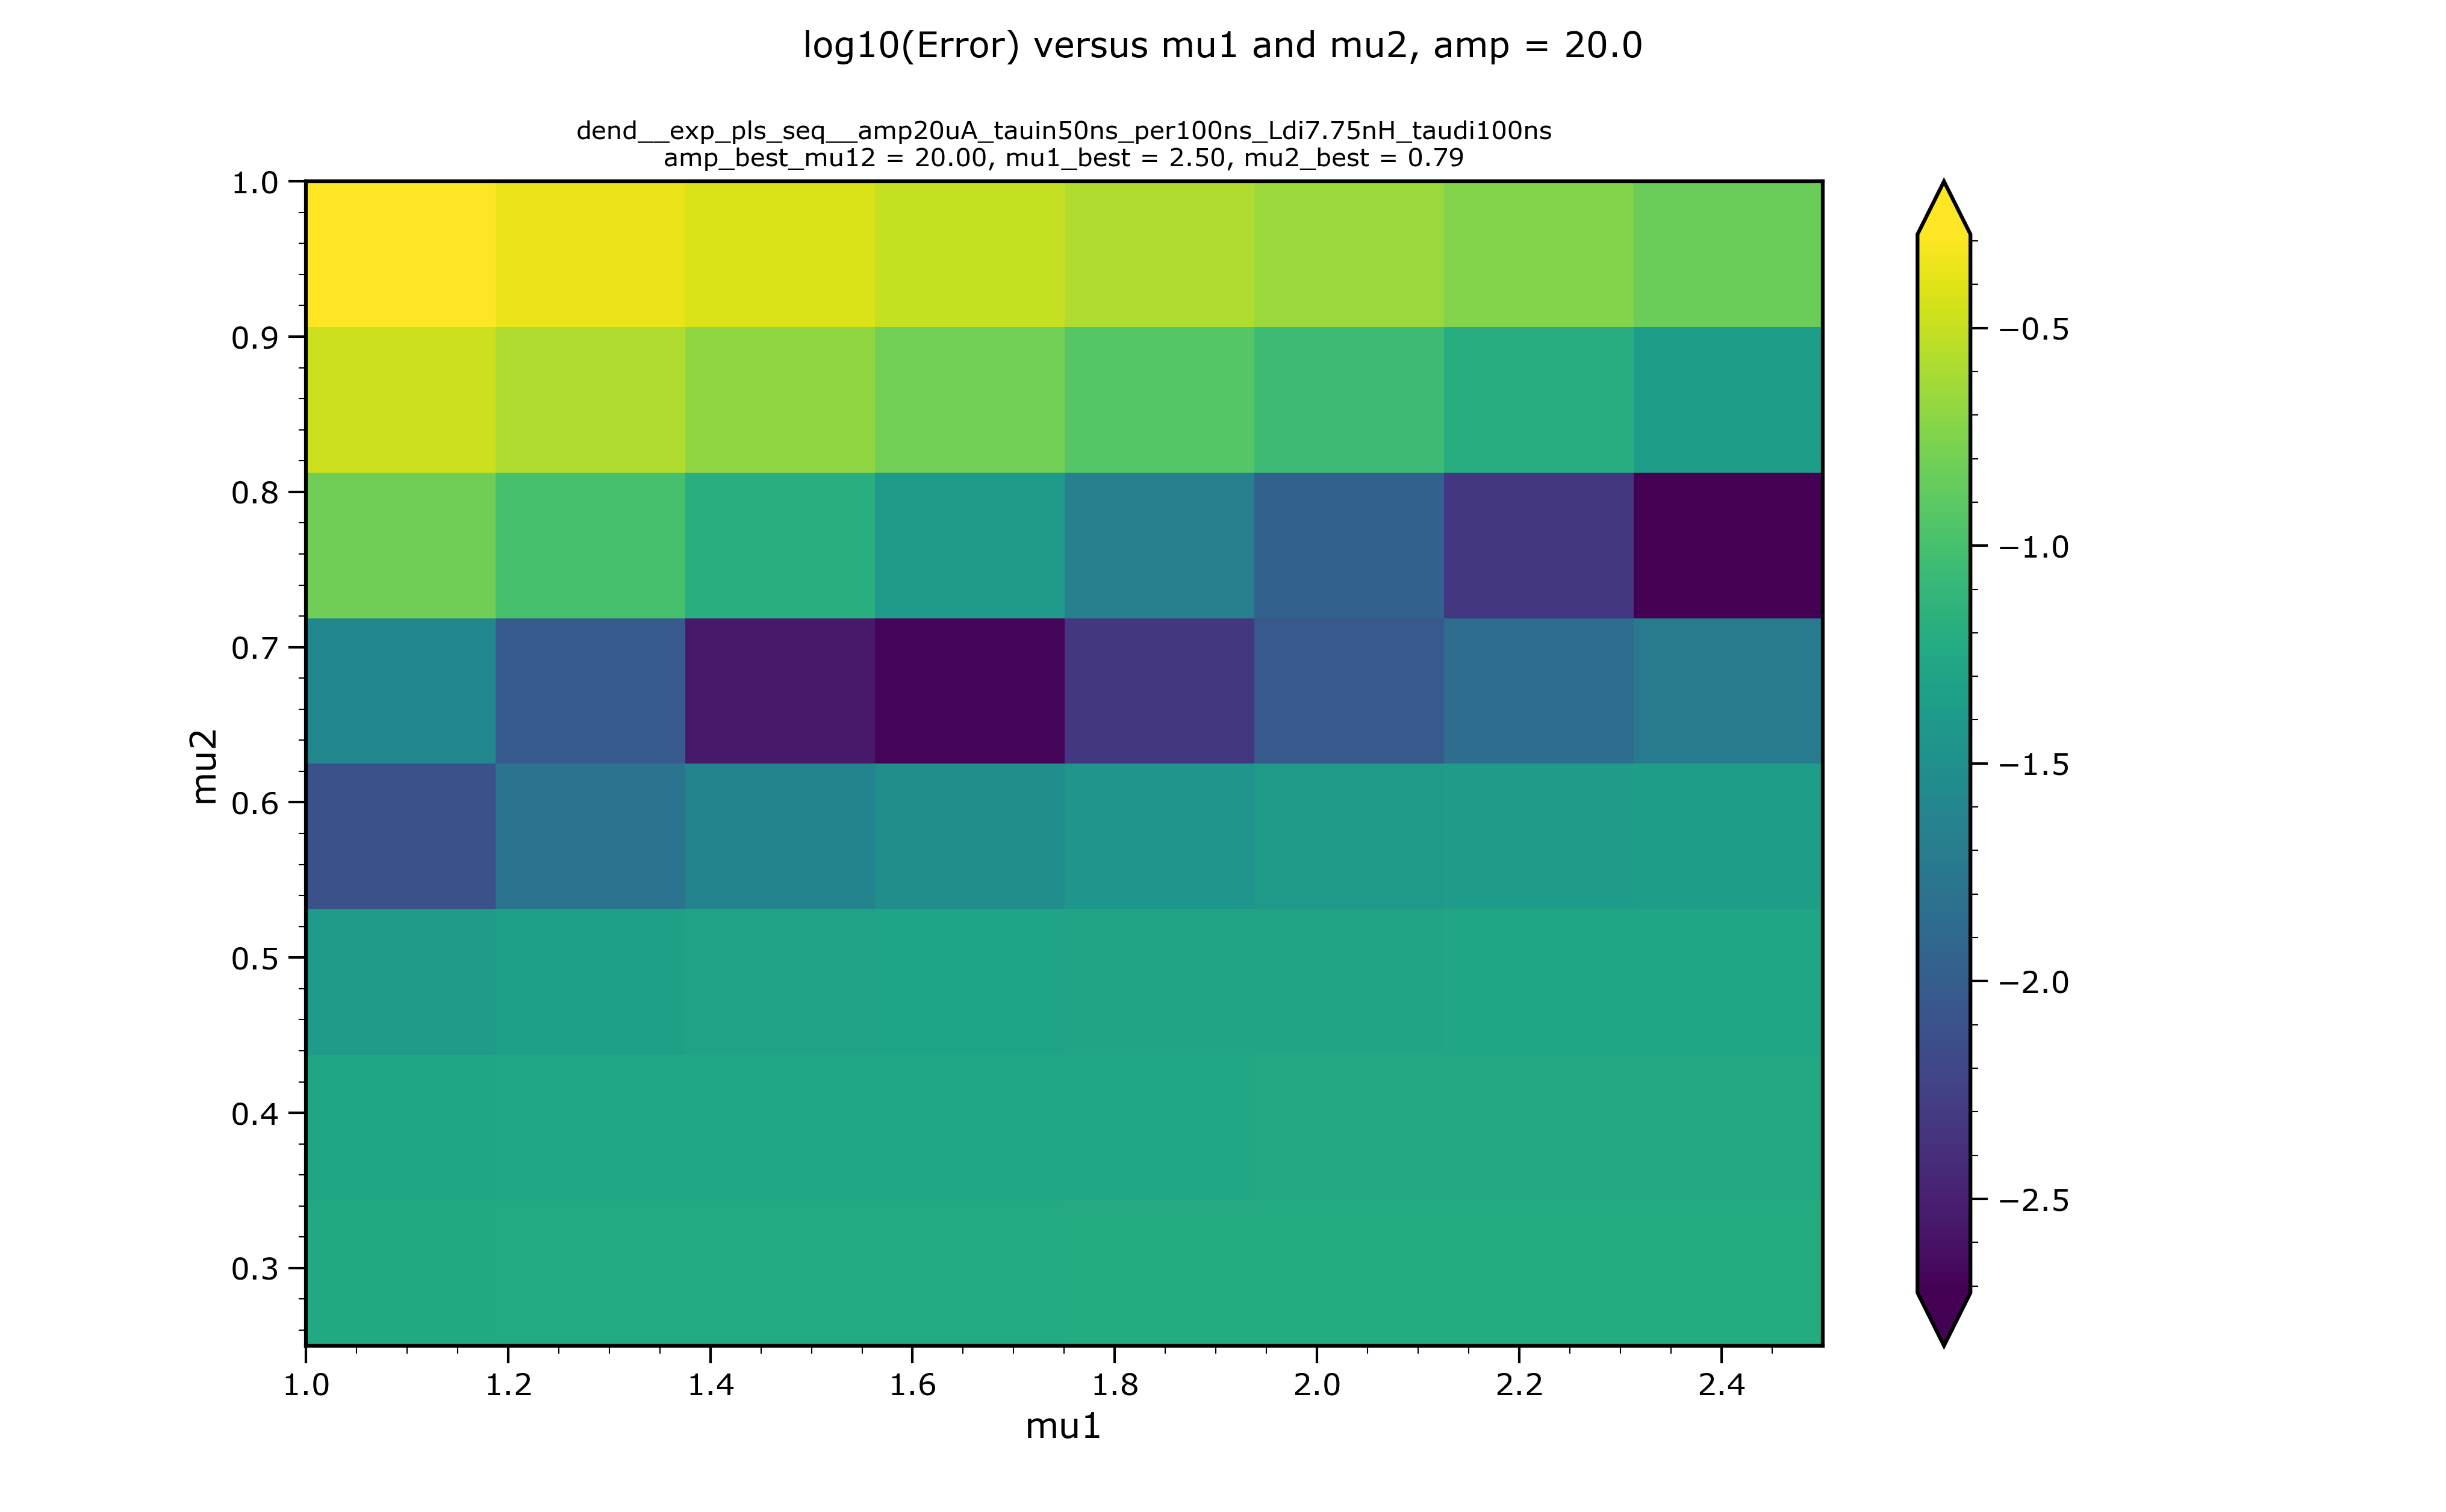 log10(Error) versus mu1 and mu2, amp = 20.0
dend__exp_pls_seq__amp20uA_tauin50ns_per100ns_Ldi7.75nH_taudi100ns
amp_best_mu12 = 20.00, mu1_best = 2.50, mu2_best = 0.79
1.0
0.9
0.8
0.7
0.6
0.5
0.4
0.3
mu2
1.0 1.2 1.4 1.6 1.8 2.0 2.2 2.4
mu1
−0.5
−1.0
−1.5
−2.0
−2.5